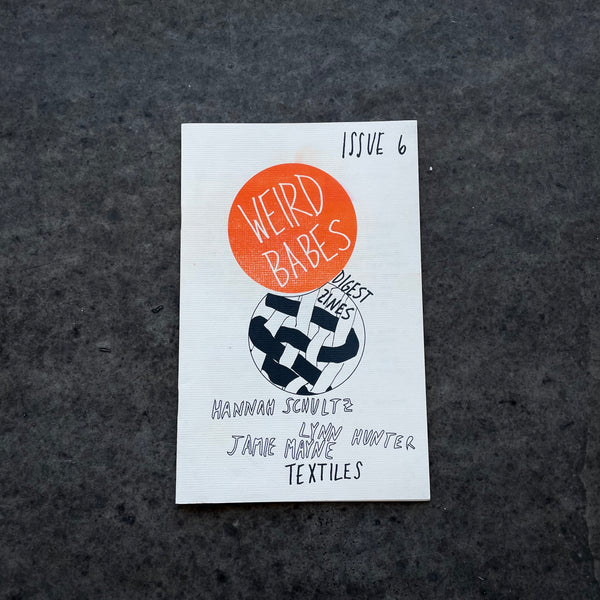 ISSUE 6
WEIRD
BABES
DIGEST
ZINES
HANNAH SCHULTZ
LYNN HUNTER
JAMIE MAYNE
TEXTILES